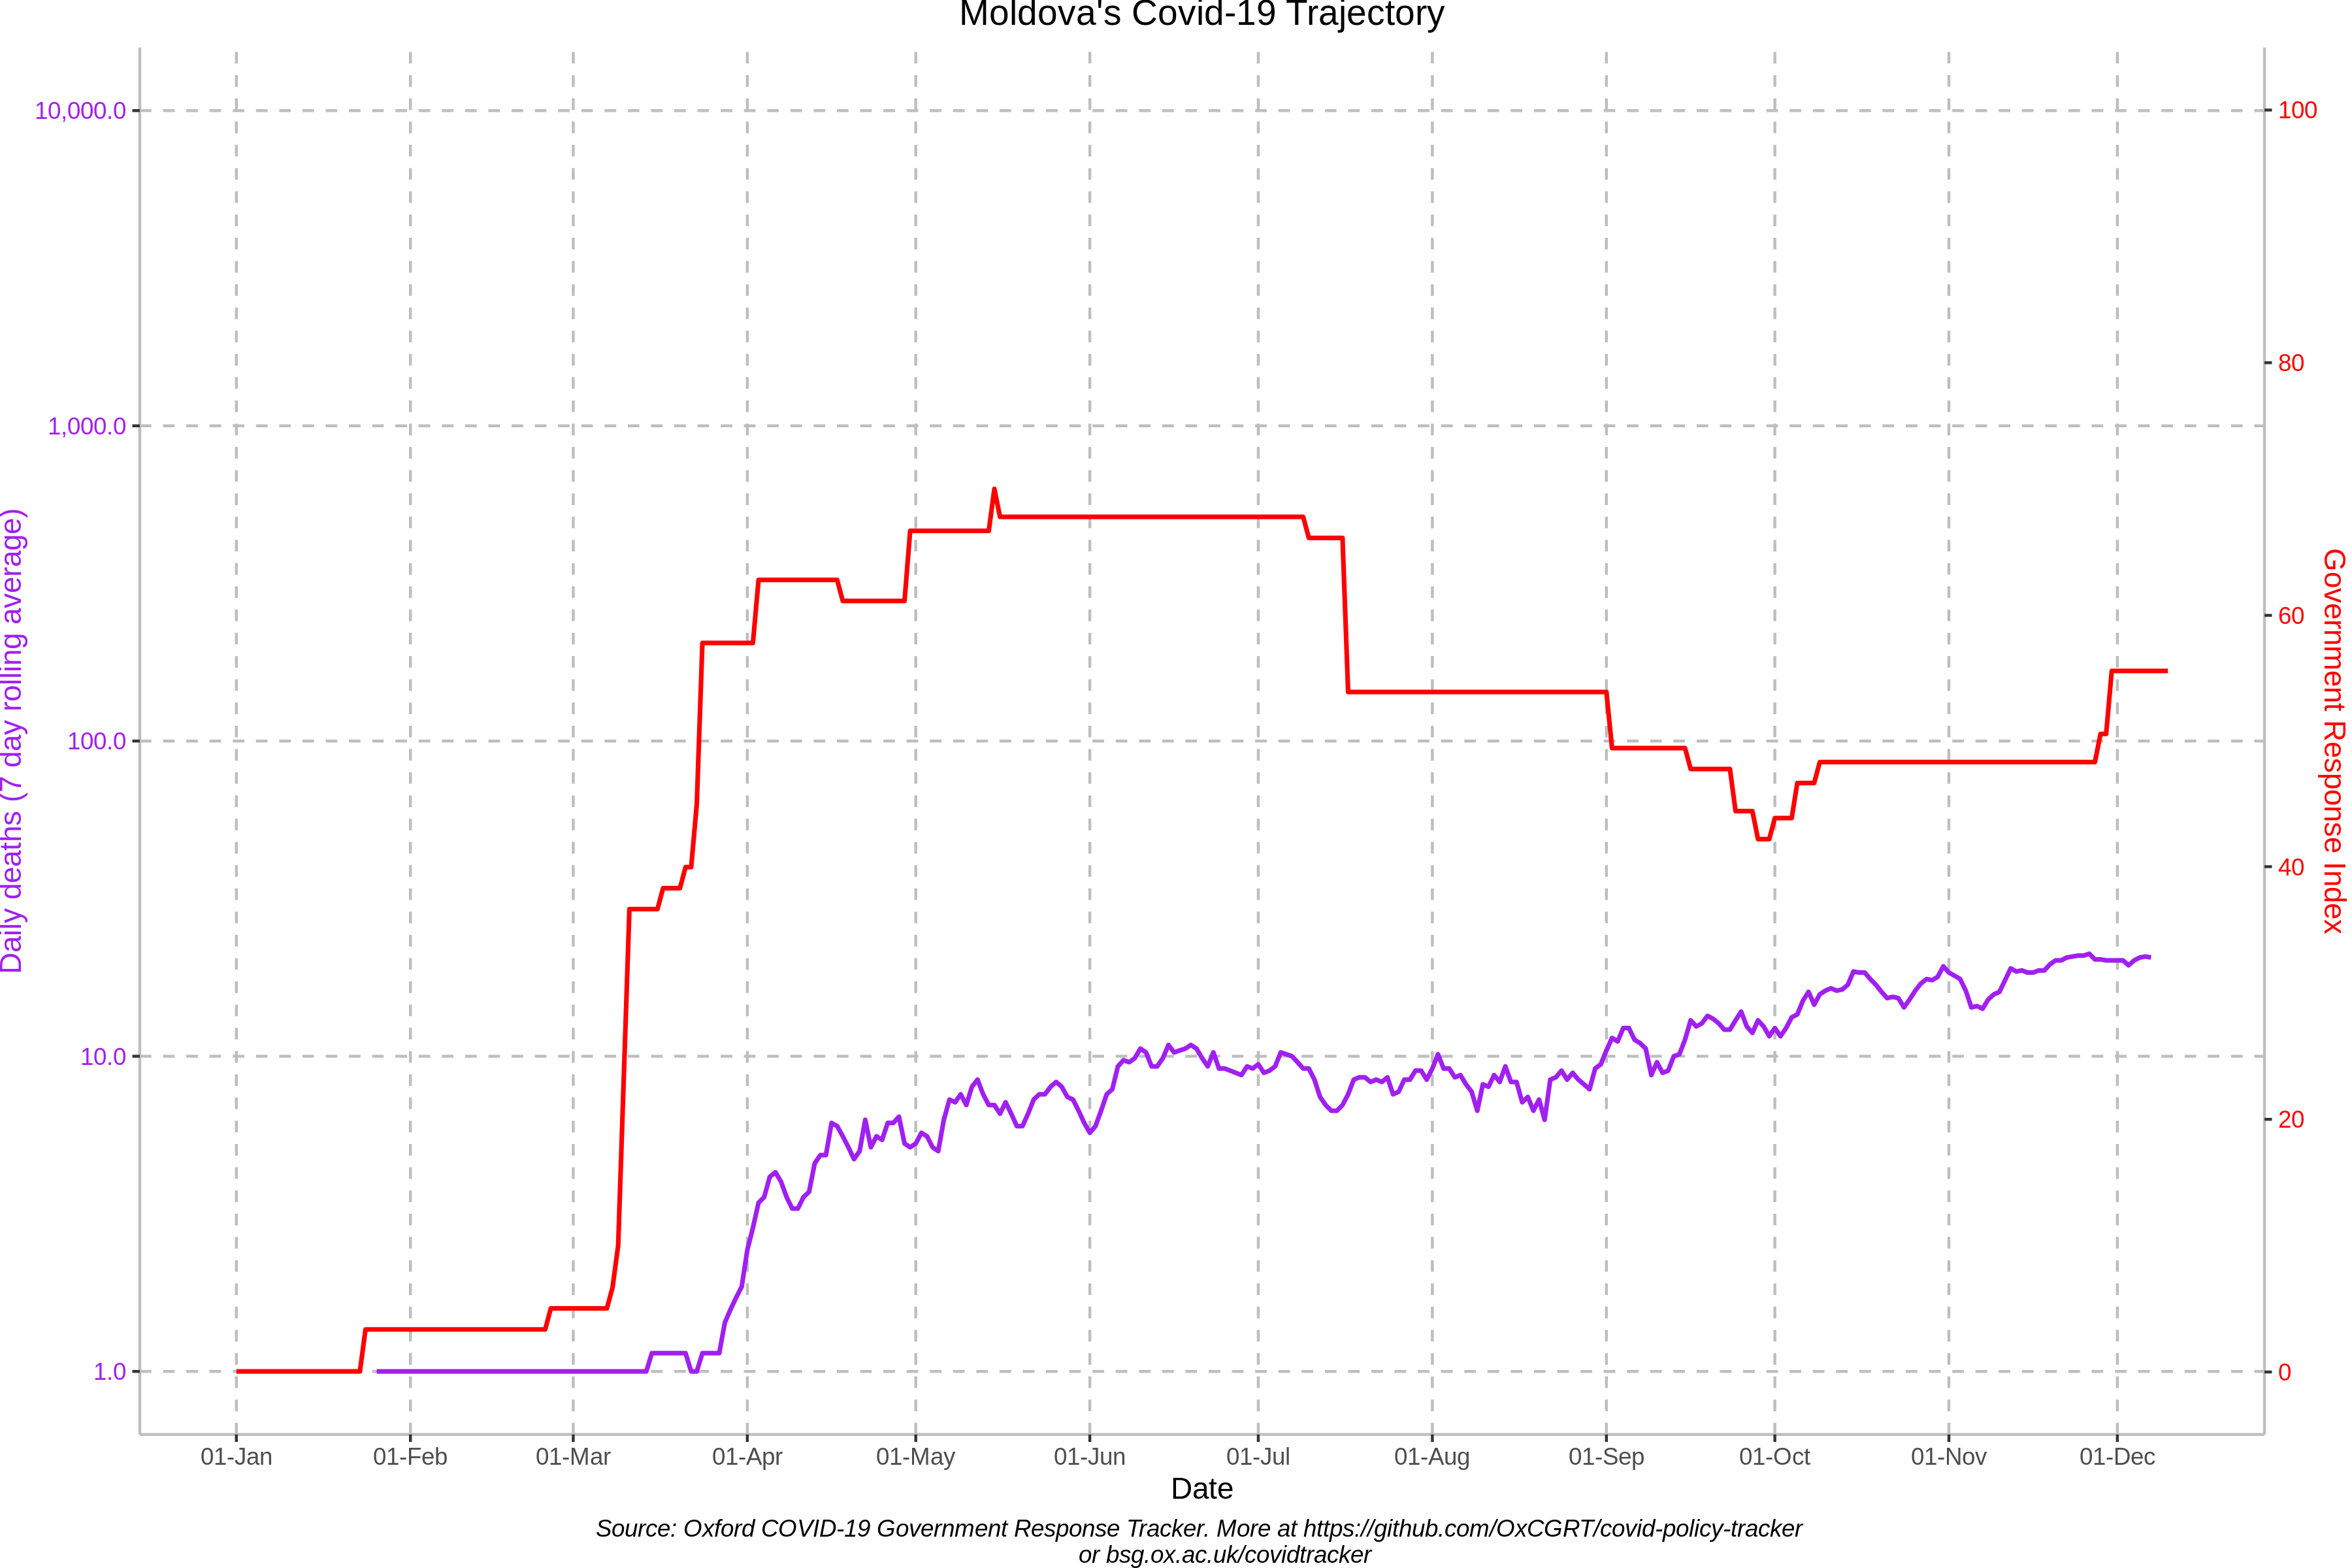 Moldova's Covid-19 Trajectory
10,000.0
1,000.0
100.0
10.0
1.0
Daily deaths (7 day rolling average)
100
80
60
40
20
0
Government Response Index
01-Jan 01-Feb 01-Mar 01-Apr 01-May 01-Jun 01-Jul 01-Aug 01-Sep 01-Oct 01-Nov 01-Dec
Date
Source: Oxford COVID-19 Government Response Tracker. More at https://github.com/OxCGRT/covid-policy-tracker
or bsg.ox.ac.uk/covidtracker